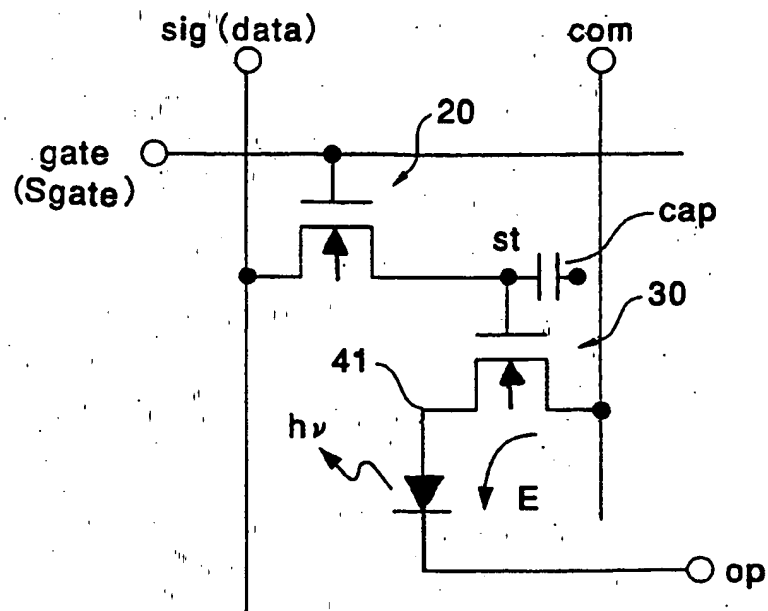 sig (data)
com
20
gate
(Sgate)
cap
st
30
41
hν
E
op